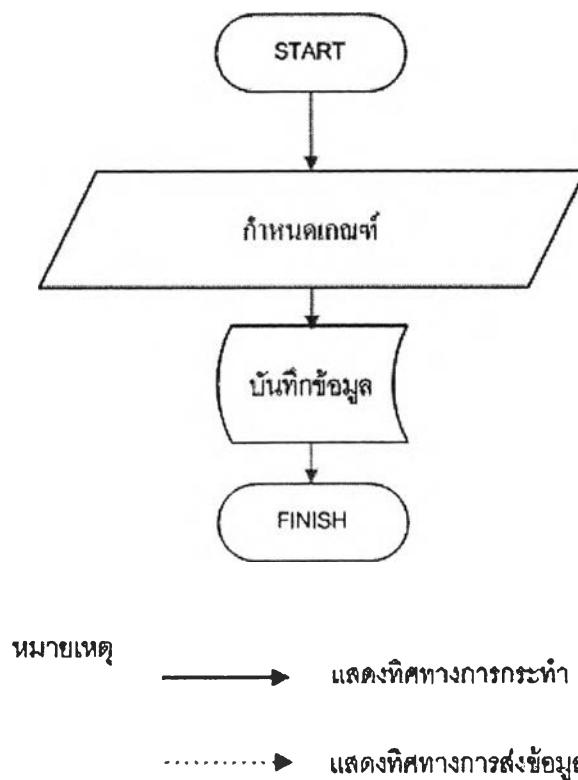 START
กำหนดเกณฑ์
บันทึกข้อมูล
FINISH
หมายเหตุ
แสดงทิศทางการกระทำ
แสดงทิศทางการส่งข้อมูล